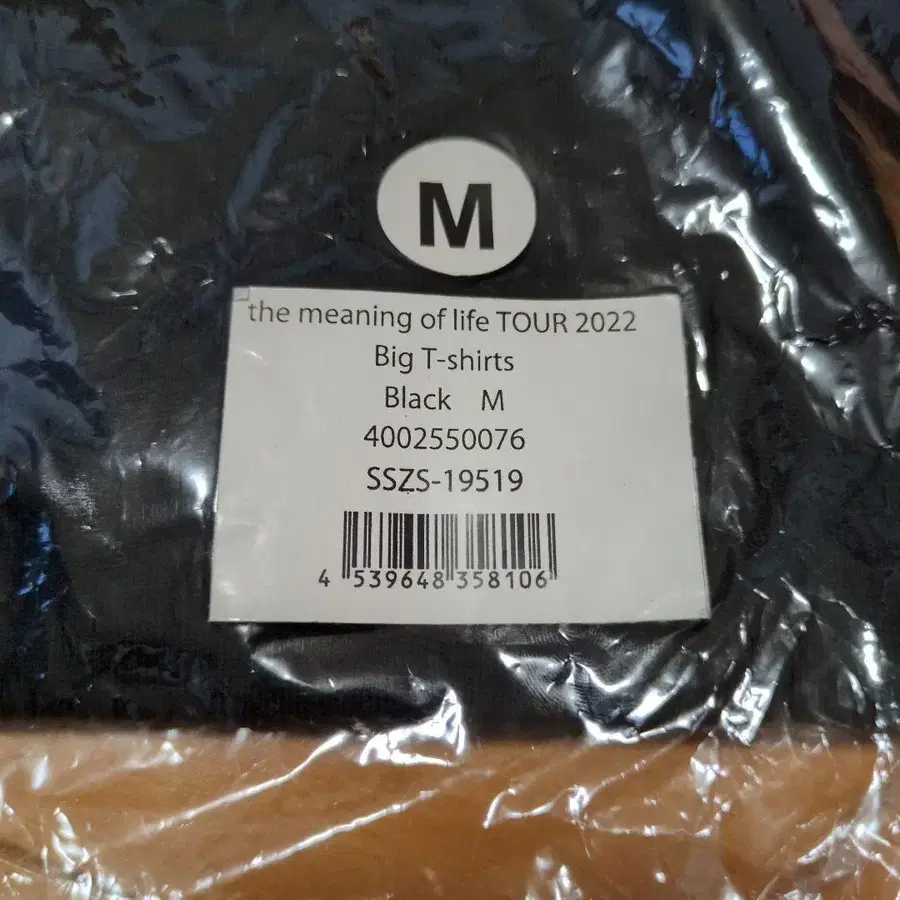 M
the meaning of life TOUR 2022
Big T-shirts
Black M
4002550076
SSZS-19519
4 539648 358106